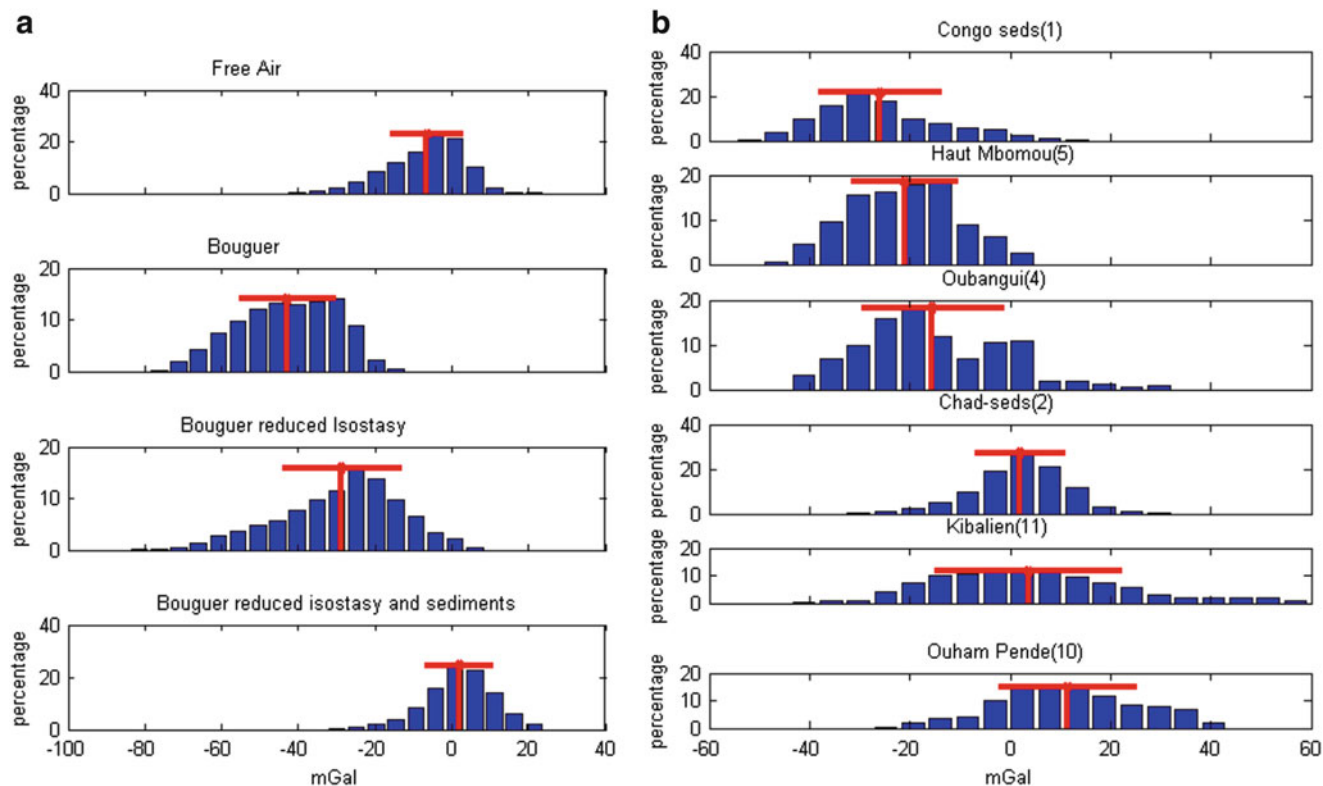 a
Free Air
40
20
0
percentage
Bouguer
20
10
0
percentage
Bouguer reduced Isostasy
20
10
0
percentage
Bouguer reduced isostasy and sediments
40
20
0
percentage
-100 -80 -60 -40 -20 0 20 40
mGal
b
Congo seds(1)
40
20
0
percentage
Haut Mbomou(5)
20
10
0
percentage
Oubangui(4)
20
10
0
percentage
Chad-seds(2)
40
20
0
percentage
Kibalien(11)
20
10
0
percentage
Ouham Pende(10)
20
10
0
percentage
-60 -40 -20 0 20 40 60
mGal